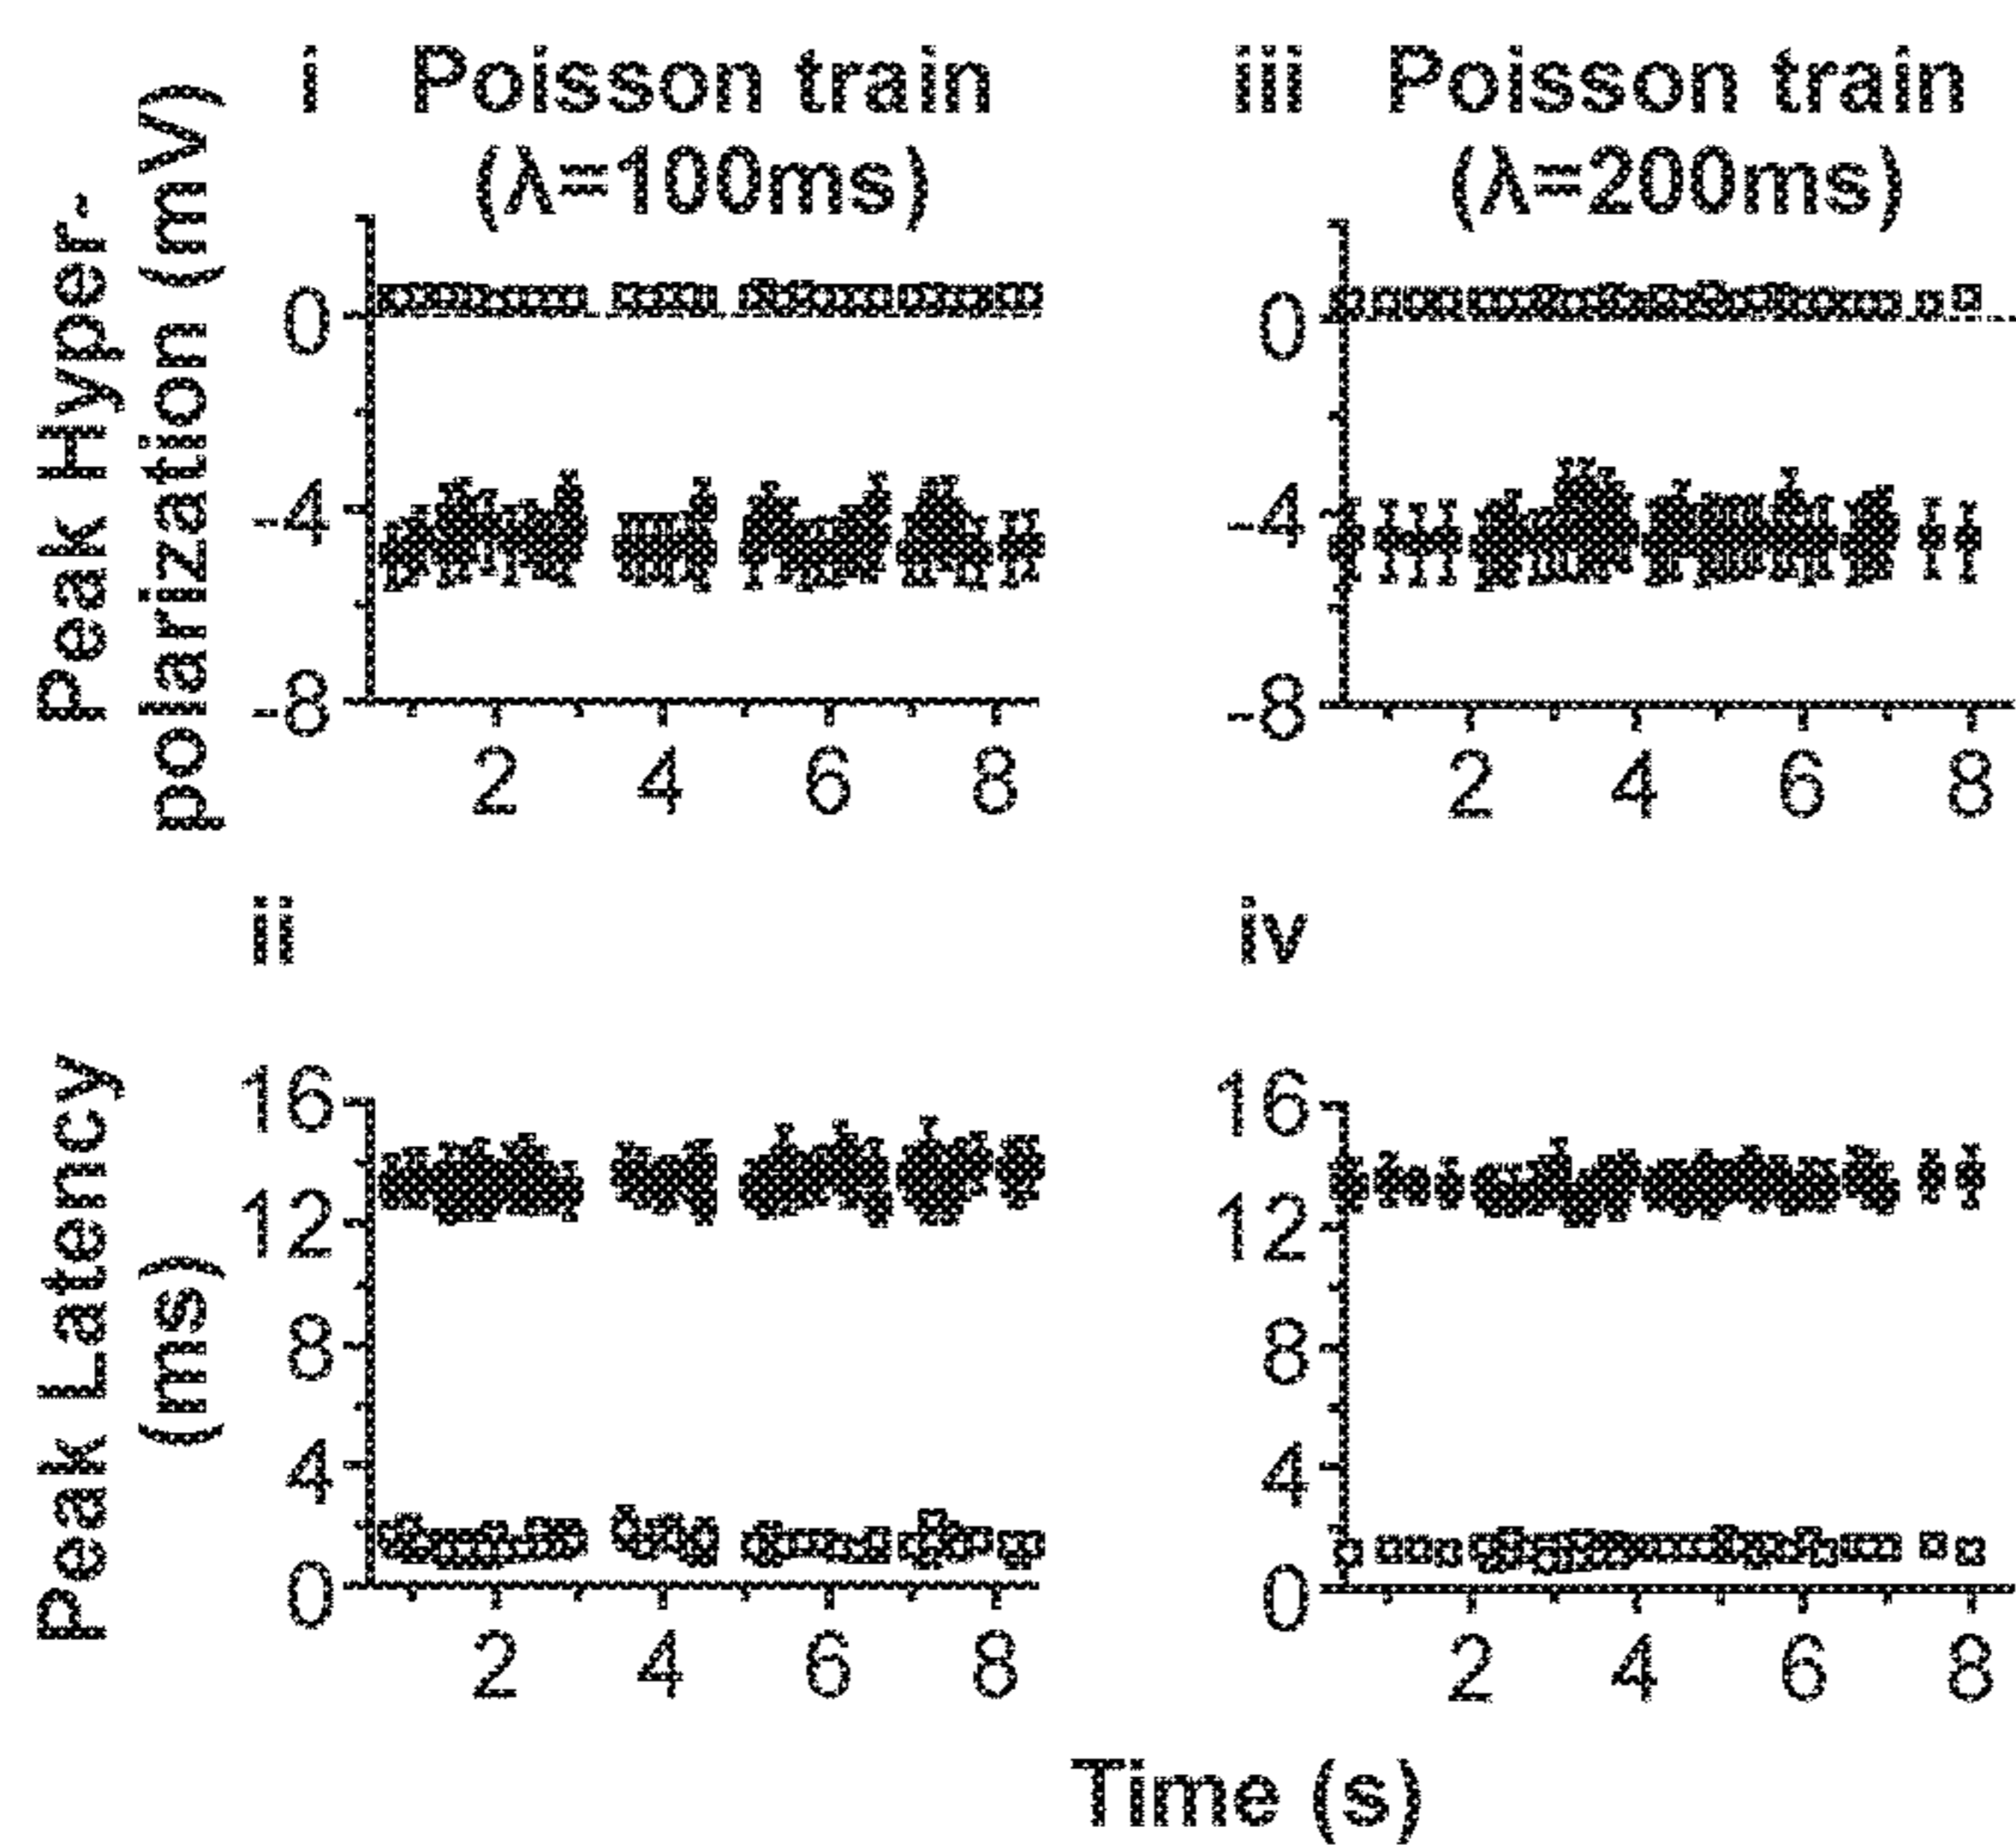 i Poisson train
(λ=100ms)
iii Poisson train
(λ=200ms)
Peak Hyper-
polarization (mV)
0
-4
-8
2 4 6 8
0
-4
-8
2 4 6 8
ii
iv
Peak Latency
(ms)
16
12
8
4
0
2 4 6 8
16
12
8
4
0
2 4 6 8
Time (s)